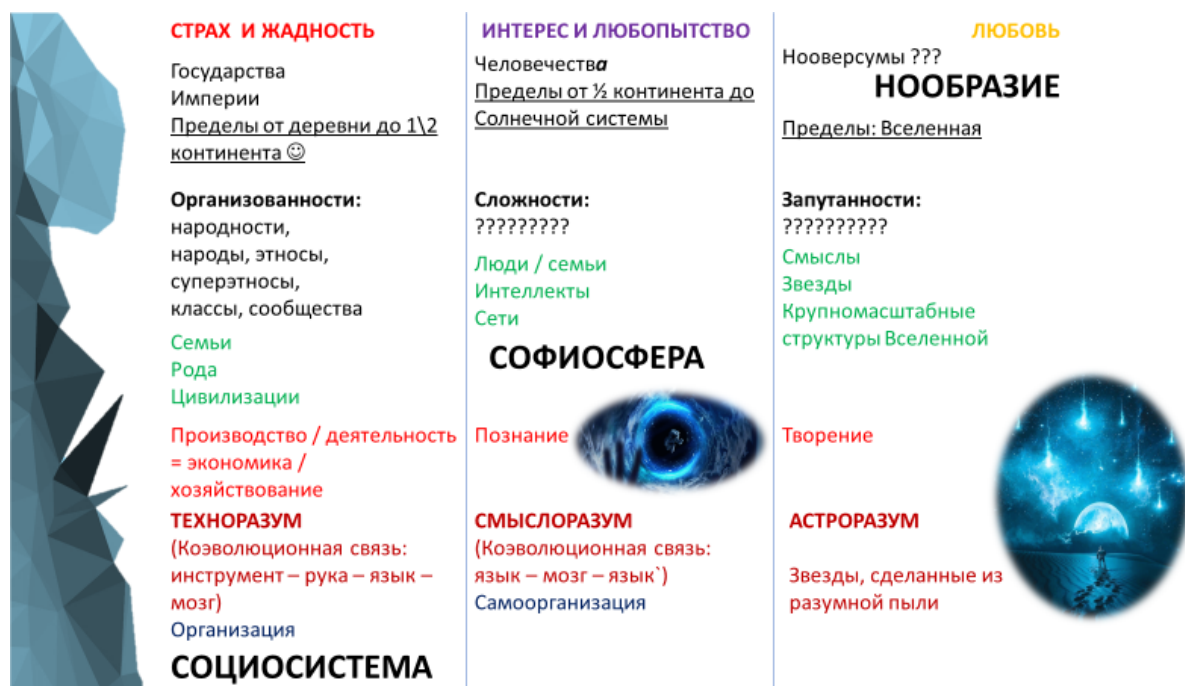 СТРАХ И ЖАДНОСТЬ
Государства
Империи
Пределы от деревни до 1\2
континента ☺
Организованности:
народности,
народы, этносы,
суперэтносы,
классы, сообщества
Семьи
Рода
Цивилизации
Производство / деятельность
= экономика /
хозяйствование
ТЕХНОРАЗУМ
(Коэволюционная связь:
инструмент – рука – язык –
мозг)
Организация
СОЦИОСИСТЕМА
ИНТЕРЕС И ЛЮБОПЫТСТВО
Человечества
Пределы от ½ континента до
Солнечной системы
Сложности:
?????????
Люди / семьи
Интеллекты
Сети
СОФИОСФЕРА
Познание
СМЫСЛОРАЗУМ
(Коэволюционная связь:
язык – мозг – язык`)
Самоорганизация
ЛЮБОВЬ
Нооверсумы ???
НООБРАЗИЕ
Пределы: Вселенная
Запутанности:
??????????
Смыслы
Звезды
Крупномасштабные
структуры Вселенной
Творение
АСТРОРАЗУМ
Звезды, сделанные из
разумной пыли